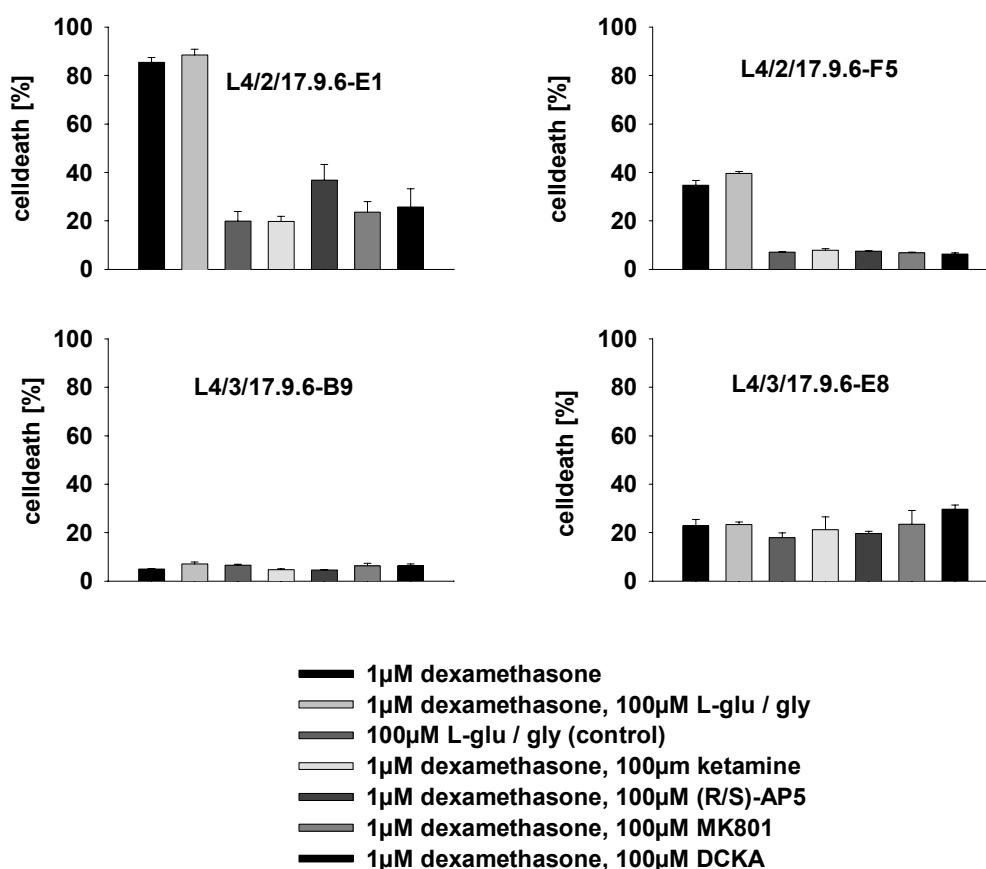 100
80
60
40
20
0
celldeath [%]
L4/2/17.9.6-E1
100
80
60
40
20
0
celldeath [%]
L4/2/17.9.6-F5
100
80
60
40
20
0
celldeath [%]
L4/3/17.9.6-B9
100
80
60
40
20
0
celldeath [%]
L4/3/17.9.6-E8
1µM dexamethasone
1µM dexamethasone, 100µM L-glu / gly
100µM L-glu / gly (control)
1µM dexamethasone, 100µm ketamine
1µM dexamethasone, 100µM (R/S)-AP5
1µM dexamethasone, 100µM MK801
1µM dexamethasone, 100µM DCKA